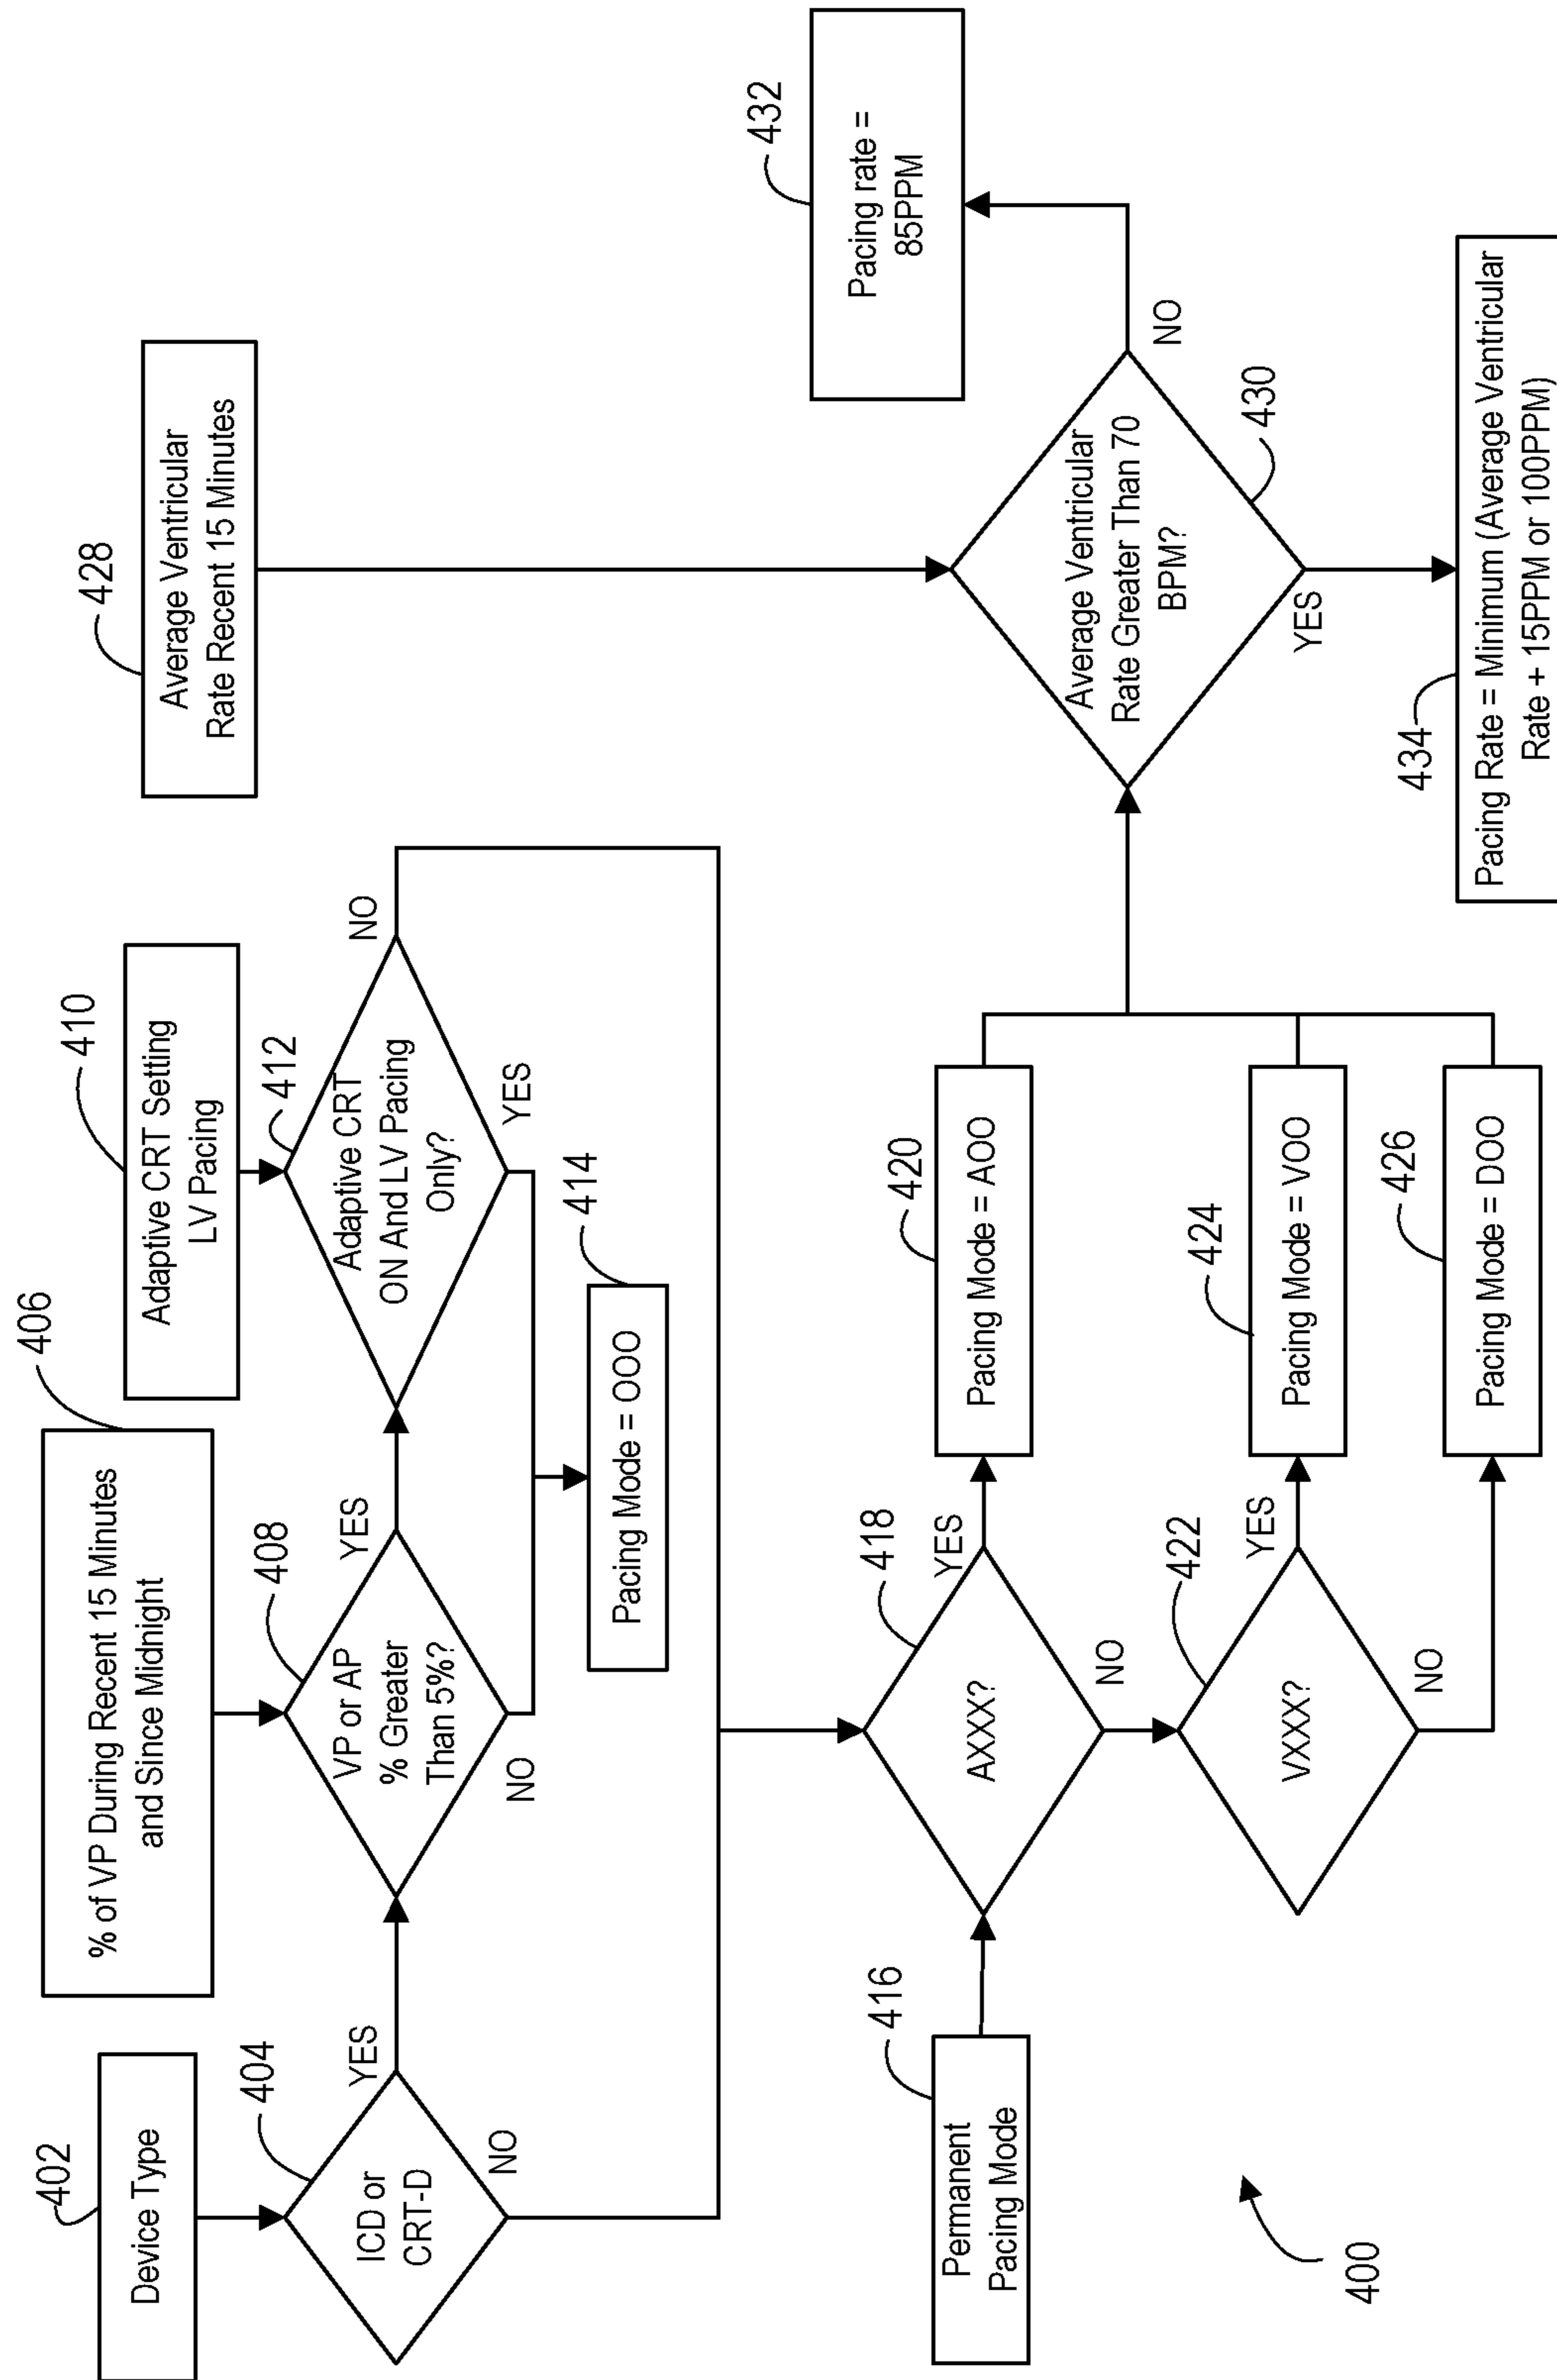 402
Device Type
404
ICD or
CRT-D
YES
NO
406
% of VP During Recent 15 Minutes
and Since Midnight
408
VP or AP
% Greater
Than 5%?
YES
NO
410
Adaptive CRT Setting
LV Pacing
412
Adaptive CRT
ON And LV Pacing
Only?
NO
YES
414
Pacing Mode = OOO
416
Permanent
Pacing Mode
418
AXXX?
YES
NO
420
Pacing Mode = AOO
422
VXXX?
YES
NO
424
Pacing Mode = VOO
426
Pacing Mode = DOO
428
Average Ventricular
Rate Recent 15 Minutes
Average Ventricular
Rate Greater Than 70
BPM?
430
NO
YES
432
Pacing rate =
85PPM
434
Pacing Rate = Minimum (Average Ventricular
Rate + 15PPM or 100PPM)
400